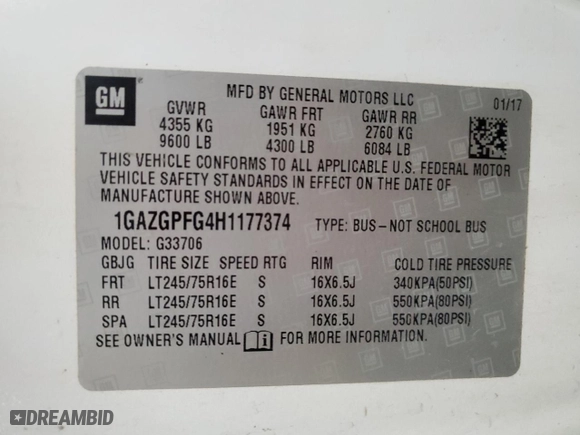 GM
MFD BY GENERAL MOTORS LLC 01/17
GVWR GAWR FRT GAWR RR
4355 KG 1951 KG 2760 KG
9600 LB 4300 LB 6084 LB
THIS VEHICLE CONFORMS TO ALL APPLICABLE U.S. FEDERAL MOTOR
VEHICLE SAFETY STANDARDS IN EFFECT ON THE DATE OF
MANUFACTURE SHOWN ABOVE.
1GAZGPFG4H1177374 TYPE: BUS–NOT SCHOOL BUS
MODEL: G33706
GBJG TIRE SIZE SPEED RTG RIM COLD TIRE PRESSURE
FRT LT245/75R16E S 16X6.5J 340KPA(50PSI)
RR LT245/75R16E S 16X6.5J 550KPA(80PSI)
SPA LT245/75R16E S 16X6.5J 550KPA(80PSI)
SEE OWNER'S MANUAL i FOR MORE INFORMATION.
DREAMBID